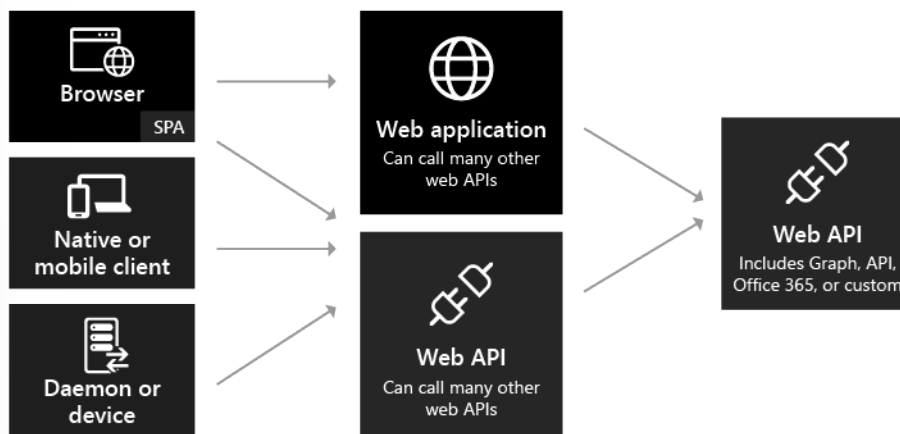 Browser
SPA
Native or
mobile client
Daemon or
device
Web application
Can call many other
web APIs
Web API
Can call many other
web APIs
Web API
Includes Graph, API,
Office 365, or custom